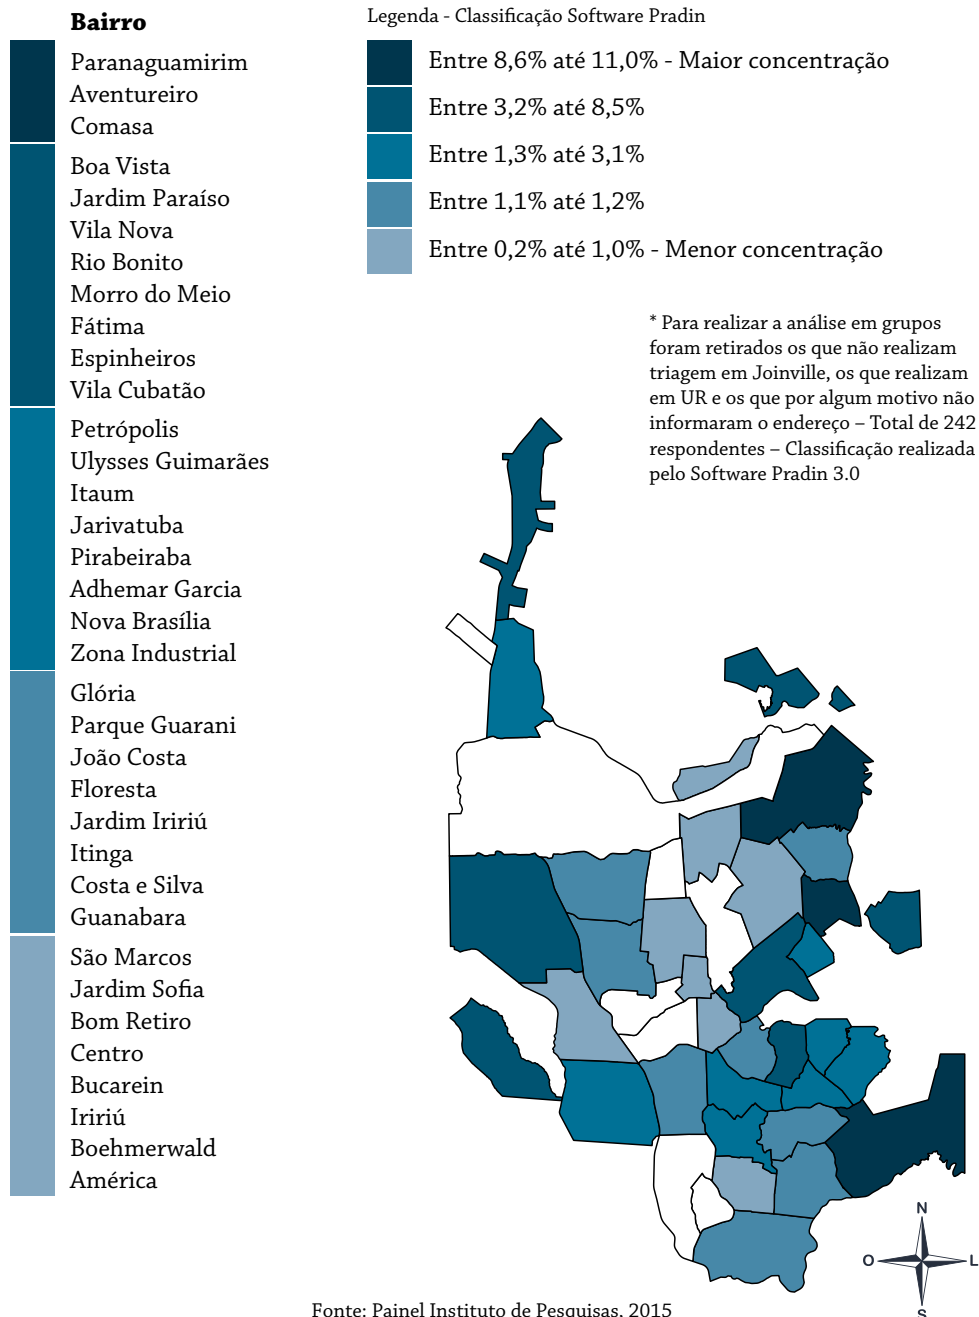 Bairro
Paranaguamirim
Aventureiro
Comasa
Boa Vista
Jardim Paraíso
Vila Nova
Rio Bonito
Morro do Meio
Fátima
Espinheiros
Vila Cubatão
Petrópolis
Ulysses Guimarães
Itaum
Jarivatuba
Pirabeiraba
Adhemar Garcia
Nova Brasília
Zona Industrial
Glória
Parque Guarani
João Costa
Floresta
Jardim Iririú
Itinga
Costa e Silva
Guanabara
São Marcos
Jardim Sofia
Bom Retiro
Centro
Bucarein
Iririú
Boehmerwald
América
Legenda - Classificação Software Pradin
Entre 8,6% até 11,0% - Maior concentração
Entre 3,2% até 8,5%
Entre 1,3% até 3,1%
Entre 1,1% até 1,2%
Entre 0,2% até 1,0% - Menor concentração
* Para realizar a análise em grupos
foram retirados os que não realizam
triagem em Joinville, os que realizam
em UR e os que por algum motivo não
informaram o endereço – Total de 242
respondentes – Classificação realizada
pelo Software Pradin 3.0
N
O
L
S
Fonte: Painel Instituto de Pesquisas, 2015